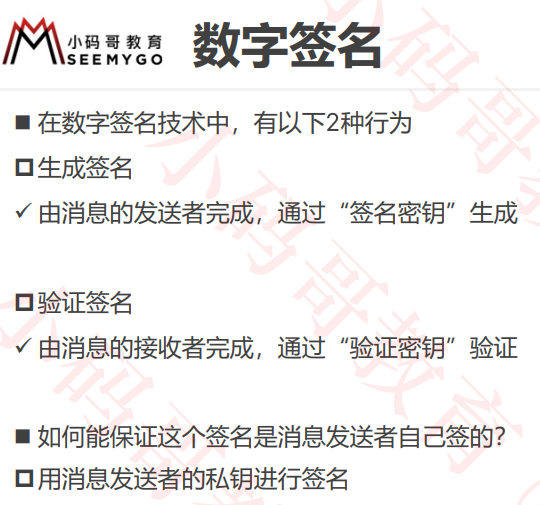 小码哥教育
SEEMYGO
数字签名
■ 在数字签名技术中，有以下2种行为
生成签名
✓ 由消息的发送者完成，通过“签名密钥”生成
验证签名
✓ 由消息的接收者完成，通过“验证密钥”验证
■ 如何能保证这个签名是消息发送者自己签的？
用消息发送者的私钥进行签名